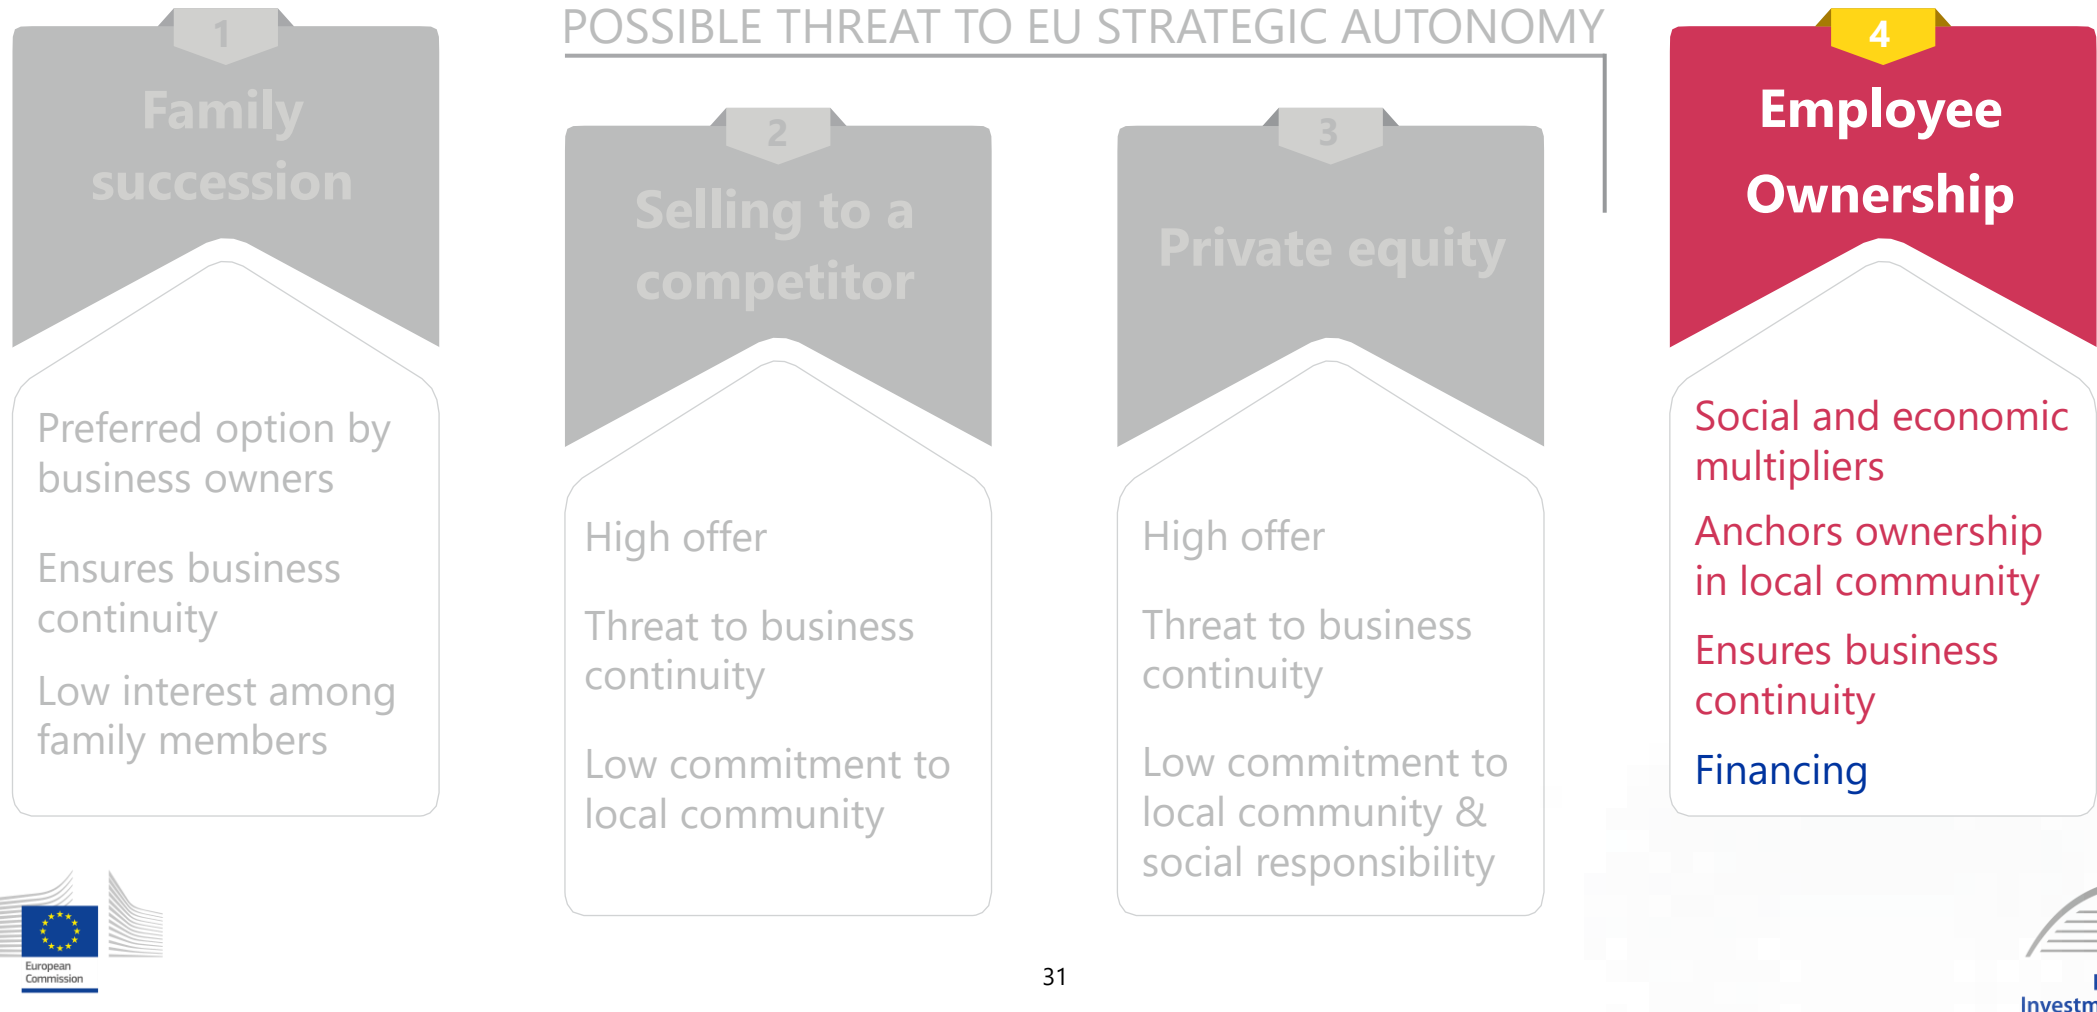 POSSIBLE THREAT TO EU STRATEGIC AUTONOMY
1
Family
succession
Preferred option by
business owners
Ensures business
continuity
Low interest among
family members
2
Selling to a
competitor
High offer
Threat to business
continuity
Low commitment to
local community
3
Private equity
High offer
Threat to business
continuity
Low commitment to
local community &
social responsibility
4
Employee
Ownership
Social and economic
multipliers
Anchors ownership
in local community
Ensures business
continuity
Financing
European
Commission
31